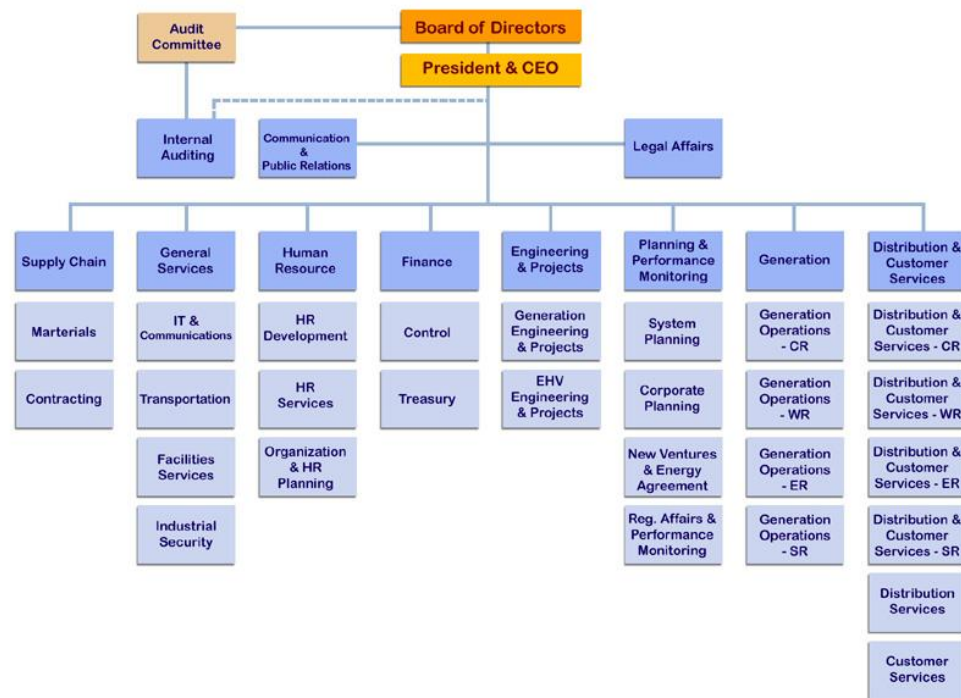 Audit
Committee
Board of Directors
President & CEO
Internal
Auditing
Communication
&
Public Relations
Legal Affairs
Supply Chain
General
Services
Human
Resource
Finance
Engineering
& Projects
Planning &
Performance
Monitoring
Generation
Distribution &
Customer
Services
Marterials
IT &
Communications
HR
Development
Control
Generation
Engineering
& Projects
System
Planning
Generation
Operations
- CR
Distribution &
Customer
Services - CR
Contracting
Transportation
HR
Services
Treasury
EHV
Engineering
& Projects
Corporate
Planning
Generation
Operations
- WR
Distribution &
Customer
Services - WR
Facilities
Services
Organization
& HR
Planning
New Ventures
& Energy
Agreement
Generation
Operations
- ER
Distribution &
Customer
Services - ER
Industrial
Security
Reg. Affairs &
Performance
Monitoring
Generation
Operations
- SR
Distribution &
Customer
Services - SR
Distribution
Services
Customer
Services